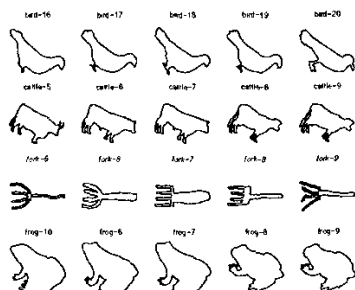 bird-16 bird-17 bird-18 bird-19 bird-20
cattle-5 cattle-6 cattle-7 cattle-8 cattle-9
fork-6 fork-8 fork-7 fork-8 fork-9
frog-10 frog-6 frog-7 frog-8 frog-9